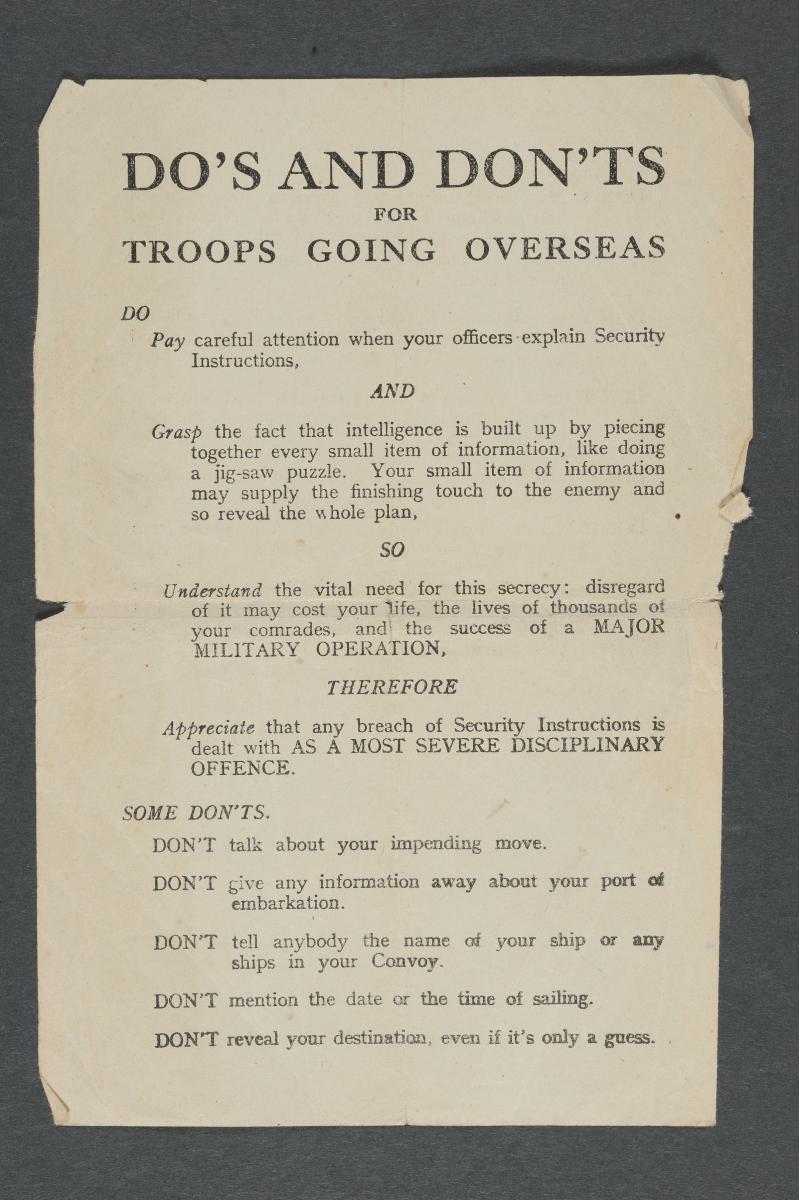 DO'S AND DON'TS
FOR
TROOPS GOING OVERSEAS
DO
Pay careful attention when your officers explain Security
Instructions,
AND
Grasp the fact that intelligence is built up by piecing
together every small item of information, like doing
a jig-saw puzzle. Your small item of information
may supply the finishing touch to the enemy and
so reveal the whole plan,
SO
Understand the vital need for this secrecy: disregard
of it may cost your life, the lives of thousands of
your comrades, and the success of a MAJOR
MILITARY OPERATION,
THEREFORE
Appreciate that any breach of Security Instructions is
dealt with AS A MOST SEVERE DISCIPLINARY
OFFENCE.
SOME DON'TS.
DON'T talk about your impending move.
DON'T give any information away about your port of
embarkation.
DON'T tell anybody the name of your ship or any
ships in your Convoy.
DON'T mention the date or the time of sailing.
DON'T reveal your destination, even if it's only a guess.